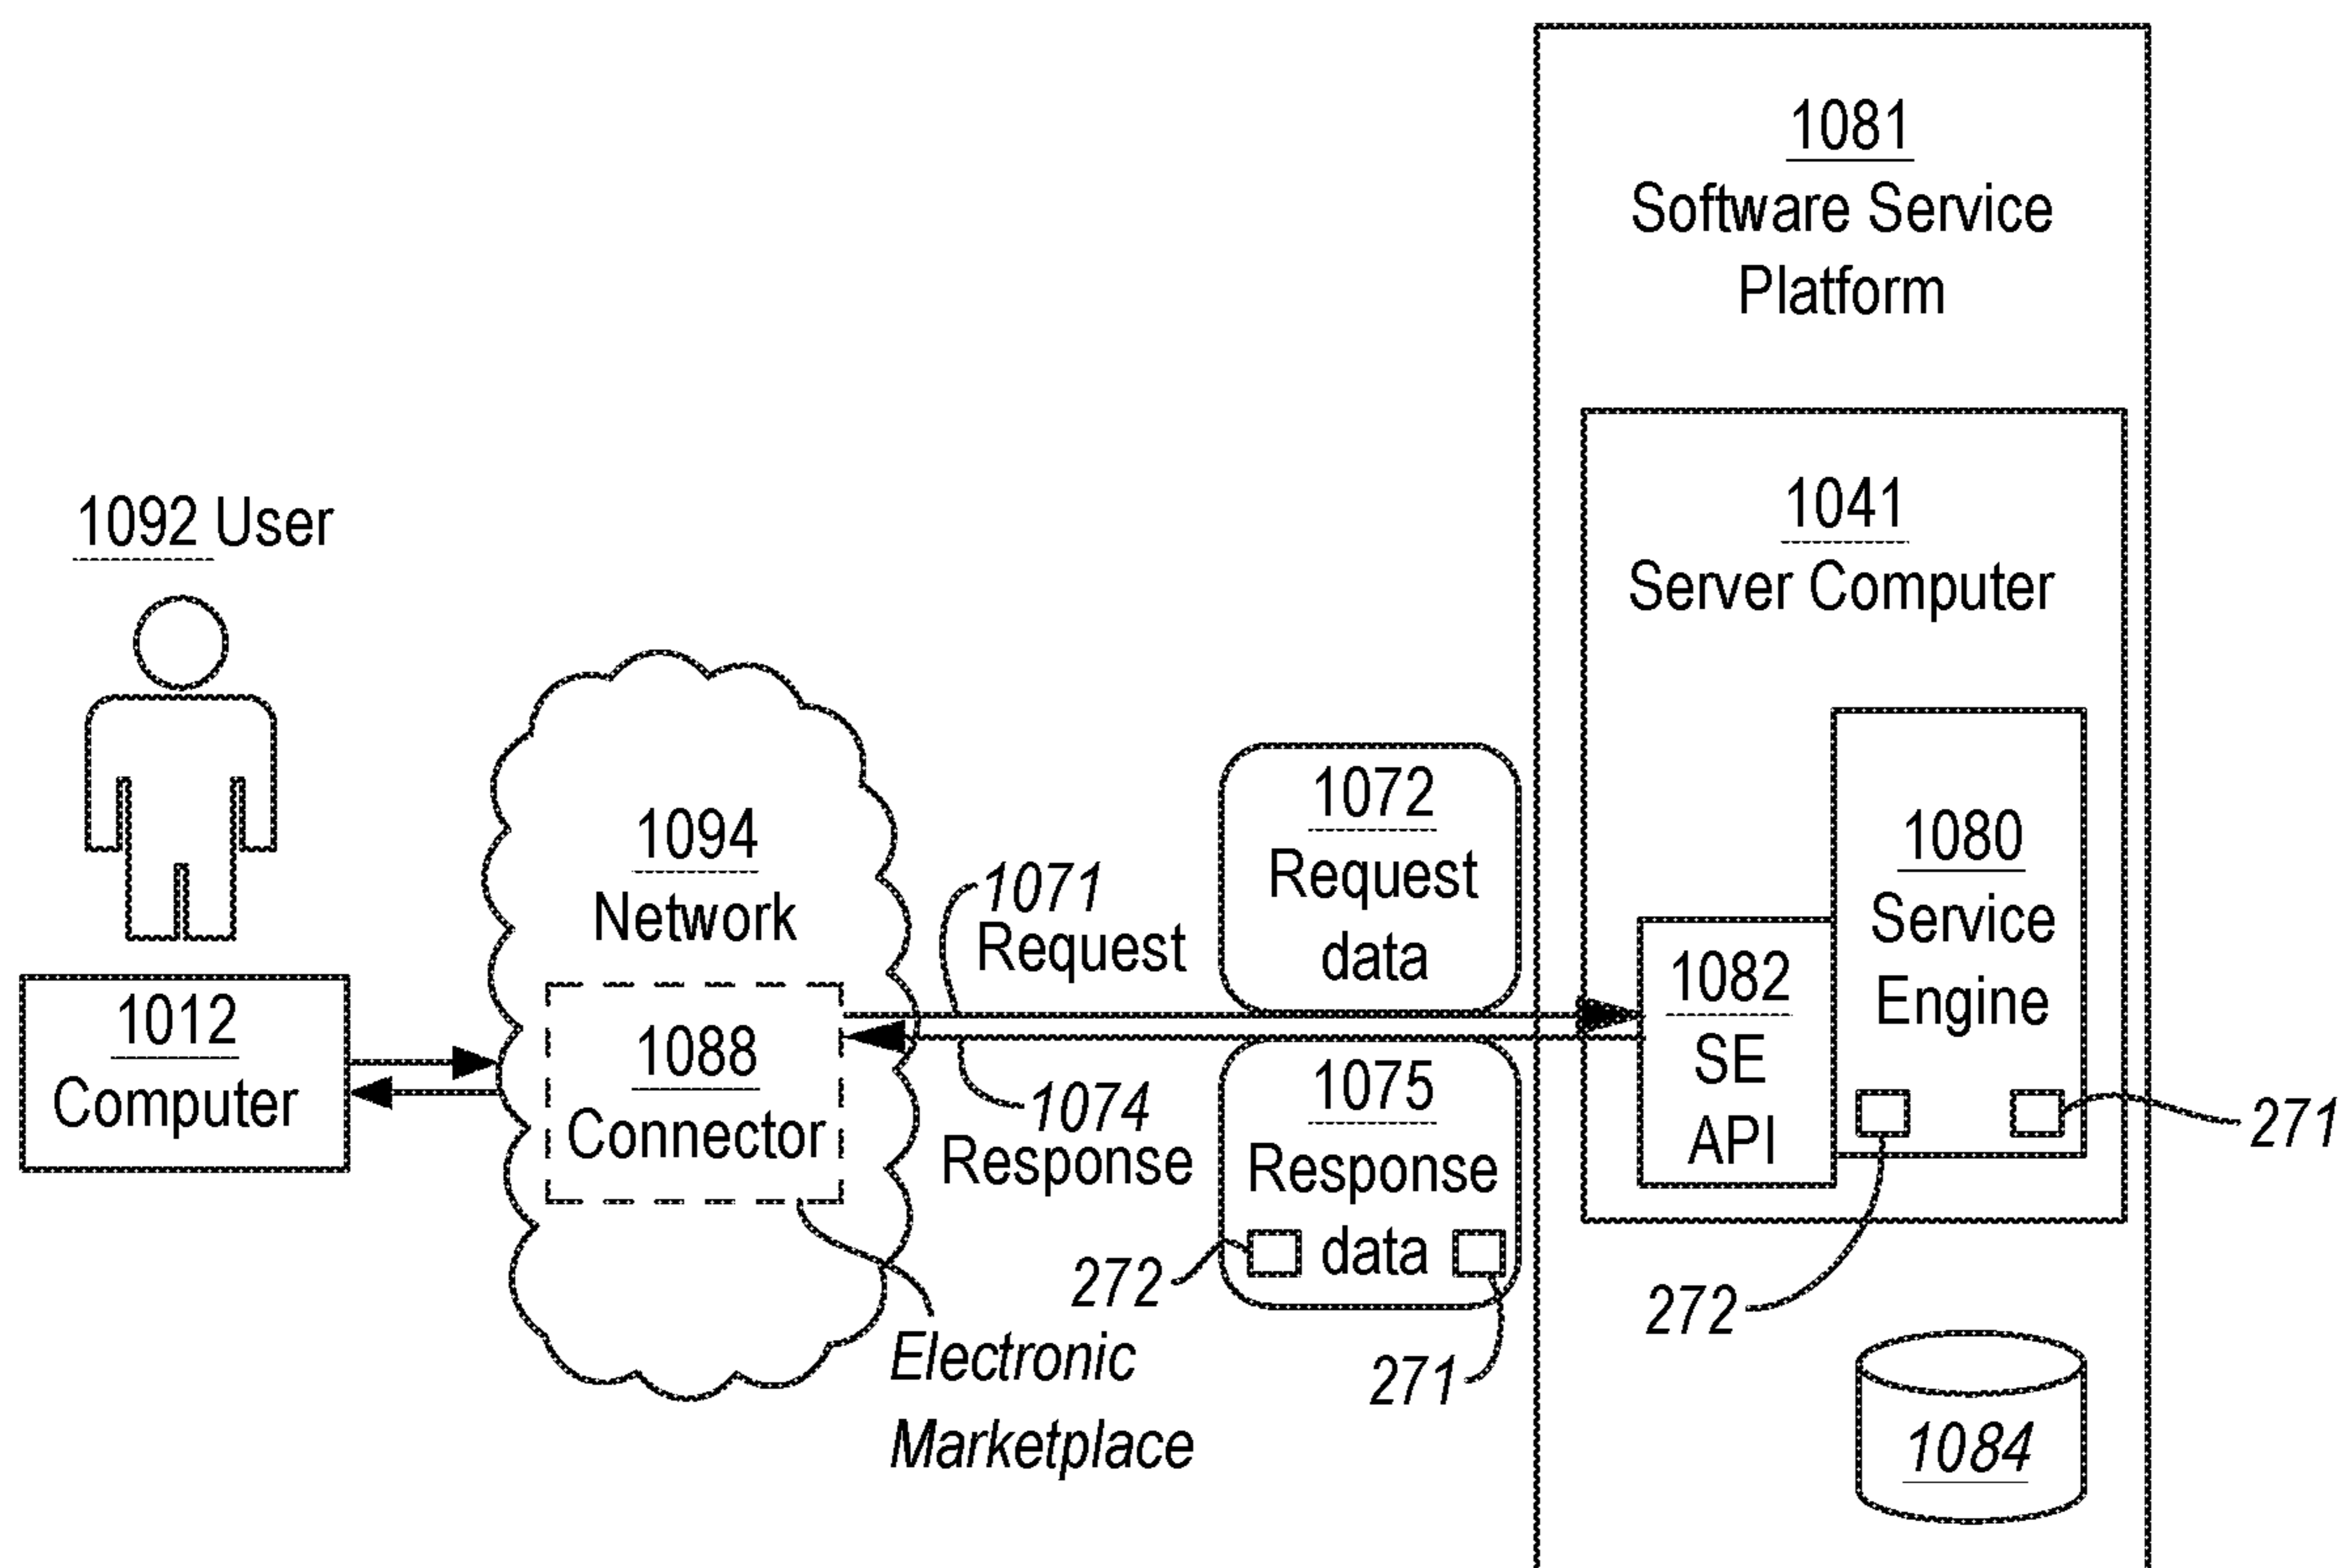 1081
Software Service
Platform
1041
Server Computer
1092 User
1012
Computer
1094
Network
1088
Connector
Electronic
Marketplace
1071
Request
1074
Response
1072
Request
data
1075
Response
data
272
271
1082
SE
API
1080
Service
Engine
272
271
1084